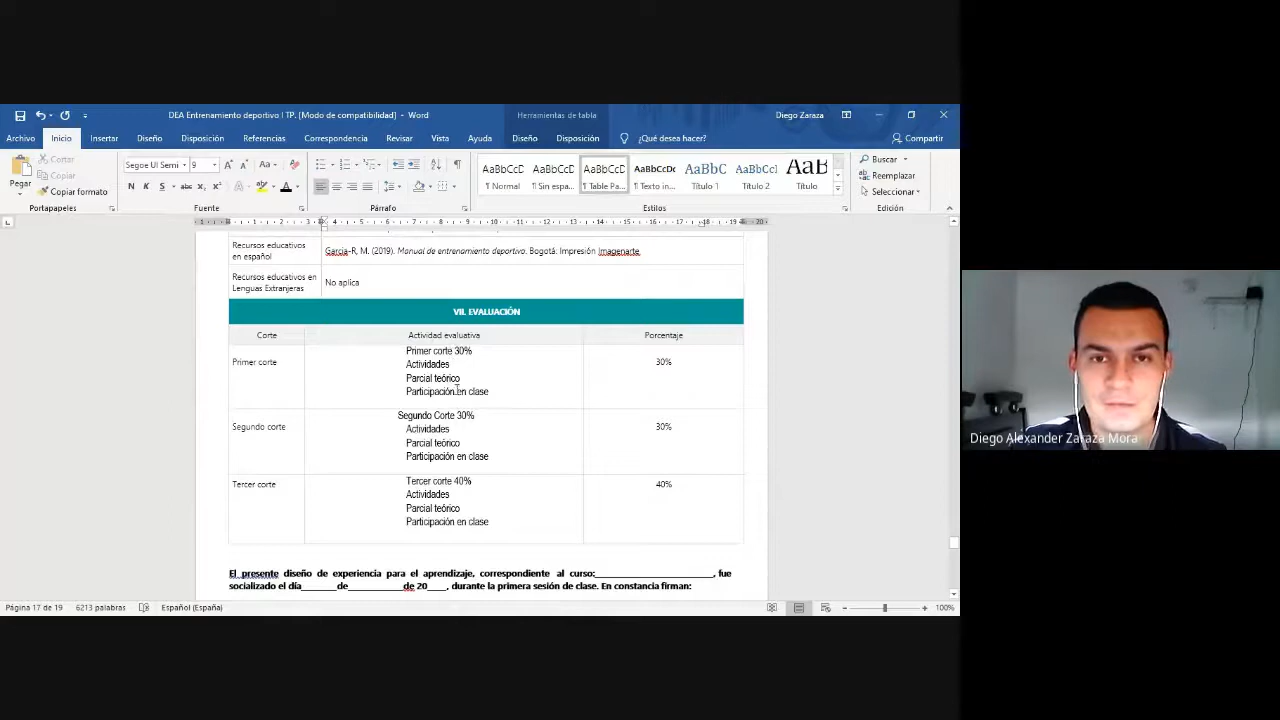 DEA Entrenamiento deportivo I TP. [Modo de compatibilidad] - Word
Herramientas de tabla
Diego Zaraza
Archivo Inicio Insertar Diseño Disposición Referencias Correspondencia Revisar Vista Ayuda Diseño Disposición ¿Qué desea hacer? Compartir
Pegar
Cortar
Copiar
Copiar formato
Portapapeles
Segoe UI Semi 9
N K S abc x₂ x²
Fuente
Párrafo
AaBbCcD AaBbCcD AaBbCcD AaBbCcDc AaBbC AaBbCcl AaB
¶ Normal ¶ Sin espa... ¶ Table Pa... ¶ Texto in... Título 1 Título 2 Título
Estilos
Buscar
Reemplazar
Seleccionar
Edición
Recursos educativos en español
Garcia-R, M. (2019). Manual de entrenamiento deportivo. Bogotá: Impresión Imagenarte.
Recursos educativos en Lenguas Extranjeras
No aplica
VII. EVALUACIÓN
Corte Actividad evaluativa Porcentaje
Primer corte
Primer corte 30%
Actividades
Parcial teórico
Participación en clase
30%
Segundo corte
Segundo Corte 30%
Actividades
Parcial teórico
Participación en clase
30%
Tercer corte
Tercer corte 40%
Actividades
Parcial teórico
Participación en clase
40%
El presente diseño de experiencia para el aprendizaje, correspondiente al curso:______________________, fue
socializado el día_______de___________de 20____, durante la primera sesión de clase. En constancia firman:
Página 17 de 19 6213 palabras Español (España) 100%
Diego Alexander Zaraza Mora